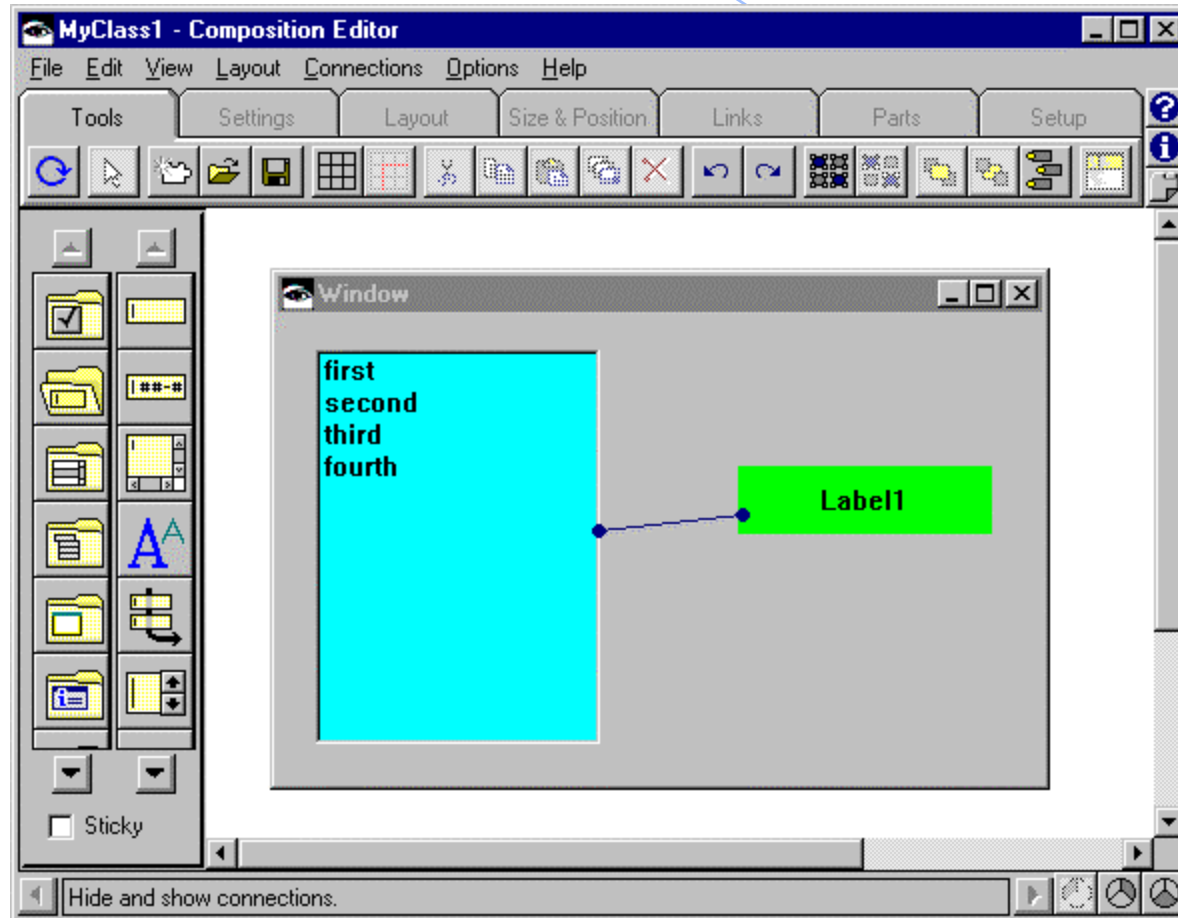 MyClass1 - Composition Editor
File Edit View Layout Connections Options Help
Tools Settings Layout Size & Position Links Parts Setup
Window
first
second
third
fourth
Label1
Sticky
Hide and show connections.